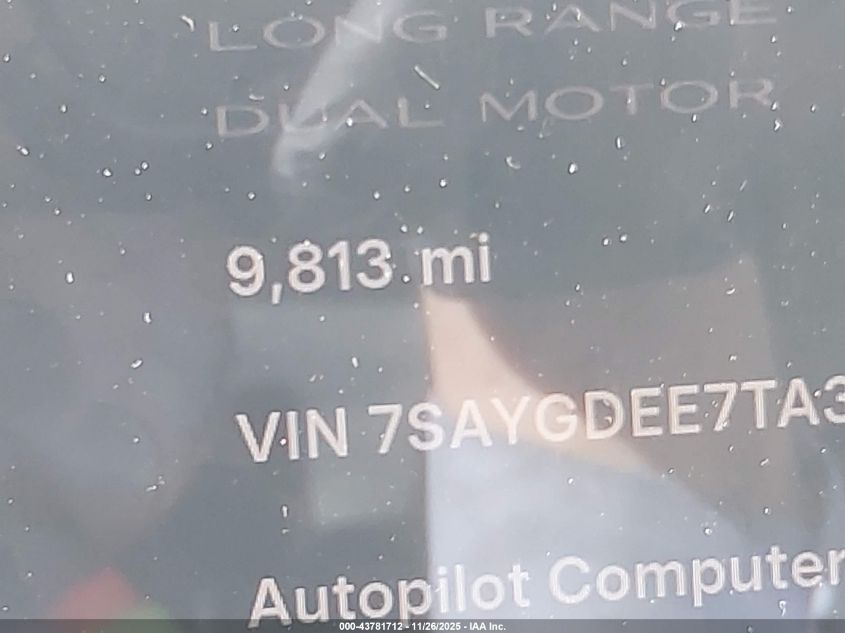 LONG RANGE
DUAL MOTOR
9,813 mi
VIN 7SAYGDEE7TA3
Autopilot Computer
000-43781712 - 11/26/2025 - IAA Inc.